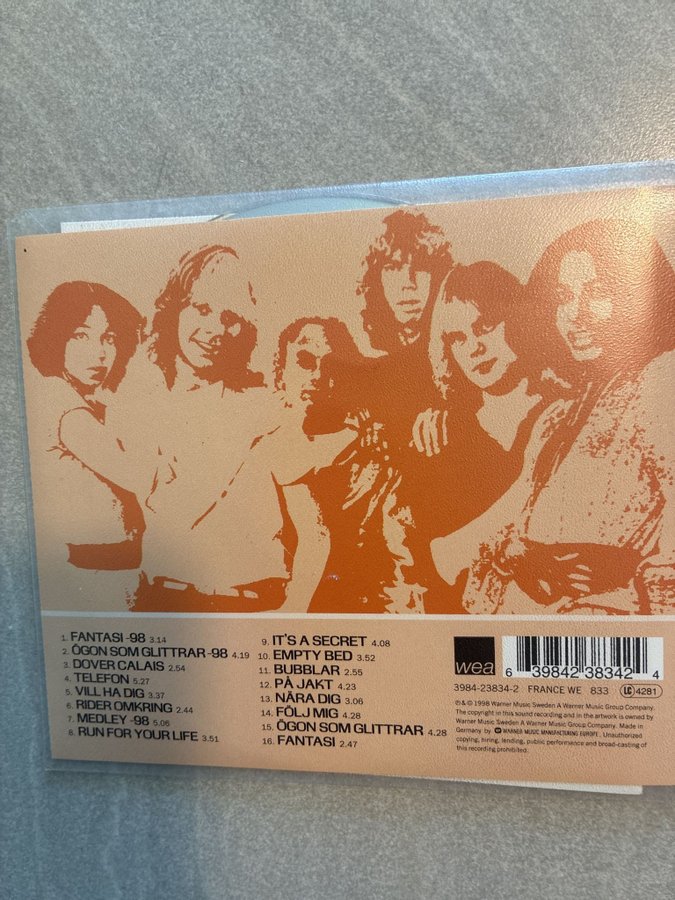 1. FANTASI -98 3.14
2. ÖGON SOM GLITTRAR -98 4.19
3. DOVER CALAIS 2.54
4. TELEFON 5.27
5. VILL HA DIG 3.37
6. RIDER OMKRING 2.44
7. MEDLEY -98 5.06
8. RUN FOR YOUR LIFE 3.51
9. IT'S A SECRET 4.08
10. EMPTY BED 3.52
11. BUBBLAR 2.55
12. PÅ JAKT 4.23
13. NÄRA DIG 3.06
14. FÖLJ MIG 4.28
15. ÖGON SOM GLITTRAR 4.28
16. FANTASI 2.47
wea
6 39842 38342 4
3984-23834-2 FRANCE WE 833 LC 4281
℗ & © 1998 Warner Music Sweden A Warner Music Group Company.
The copyright in this sound recording and in the artwork is owned by
Warner Music Sweden A Warner Music Group Company. Made in
Germany by WARNER MUSIC MANUFACTURING EUROPE. Unauthorized
copying, hiring, lending, public performance and broad-casting of
this recording prohibited.